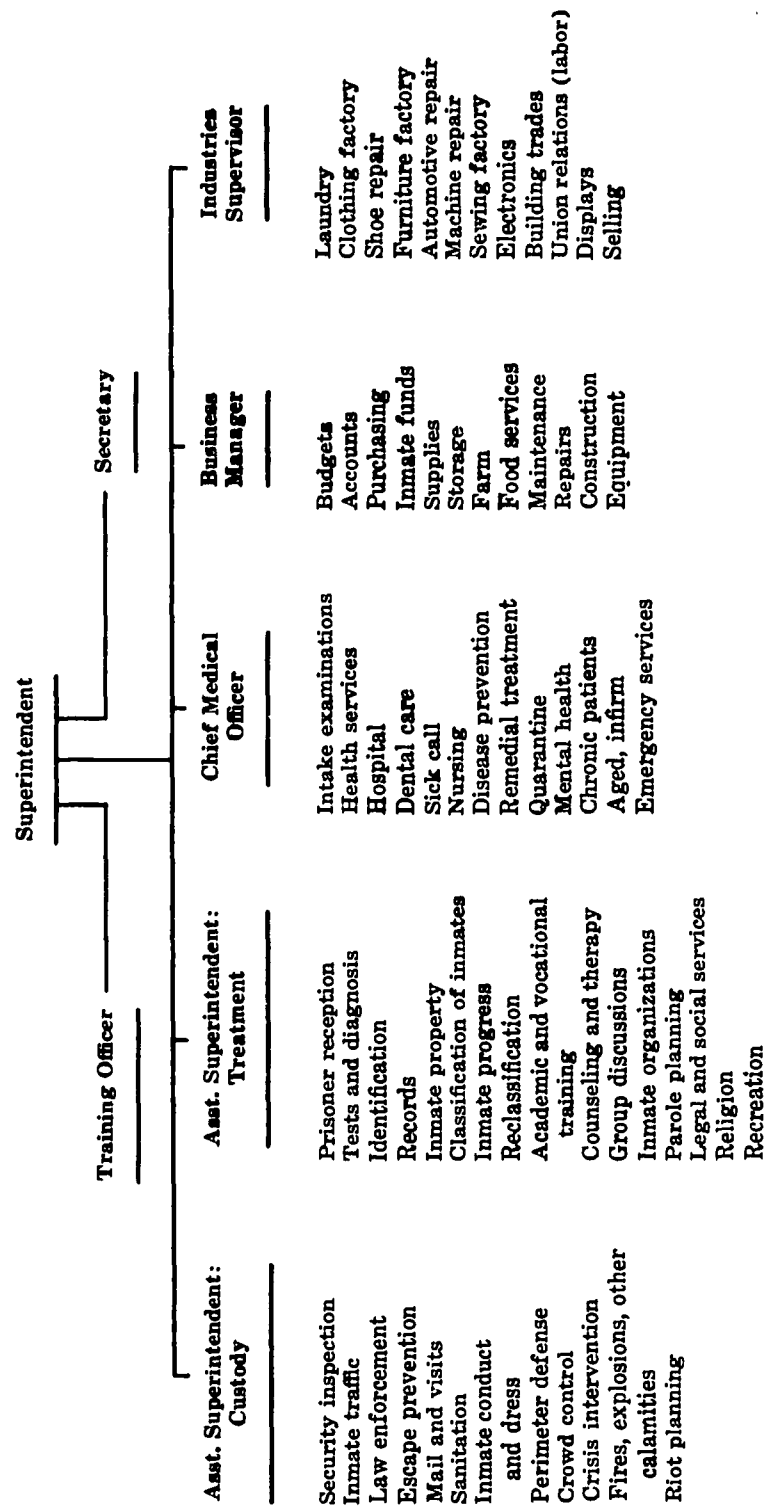 Superintendent
Training Officer
Secretary
Asst. Superintendent:
Custody
Security inspection
Inmate traffic
Law enforcement
Escape prevention
Mail and visits
Sanitation
Inmate conduct
and dress
Perimeter defense
Crowd control
Crisis intervention
Fires, explosions, other
calamities
Riot planning
Asst. Superintendent:
Treatment
Prisoner reception
Tests and diagnosis
Identification
Records
Inmate property
Classification of inmates
Inmate progress
Reclassification
Academic and vocational
training
Counseling and therapy
Group discussions
Inmate organizations
Parole planning
Legal and social services
Religion
Recreation
Chief Medical
Officer
Intake examinations
Health services
Hospital
Dental care
Sick call
Nursing
Disease prevention
Remedial treatment
Quarantine
Mental health
Chronic patients
Aged, infirm
Emergency services
Business
Manager
Budgets
Accounts
Purchasing
Inmate funds
Supplies
Storage
Farm
Food services
Maintenance
Repairs
Construction
Equipment
Industries
Supervisor
Laundry
Clothing factory
Shoe repair
Furniture factory
Automotive repair
Machine repair
Sewing factory
Electronics
Building trades
Union relations (labor)
Displays
Selling